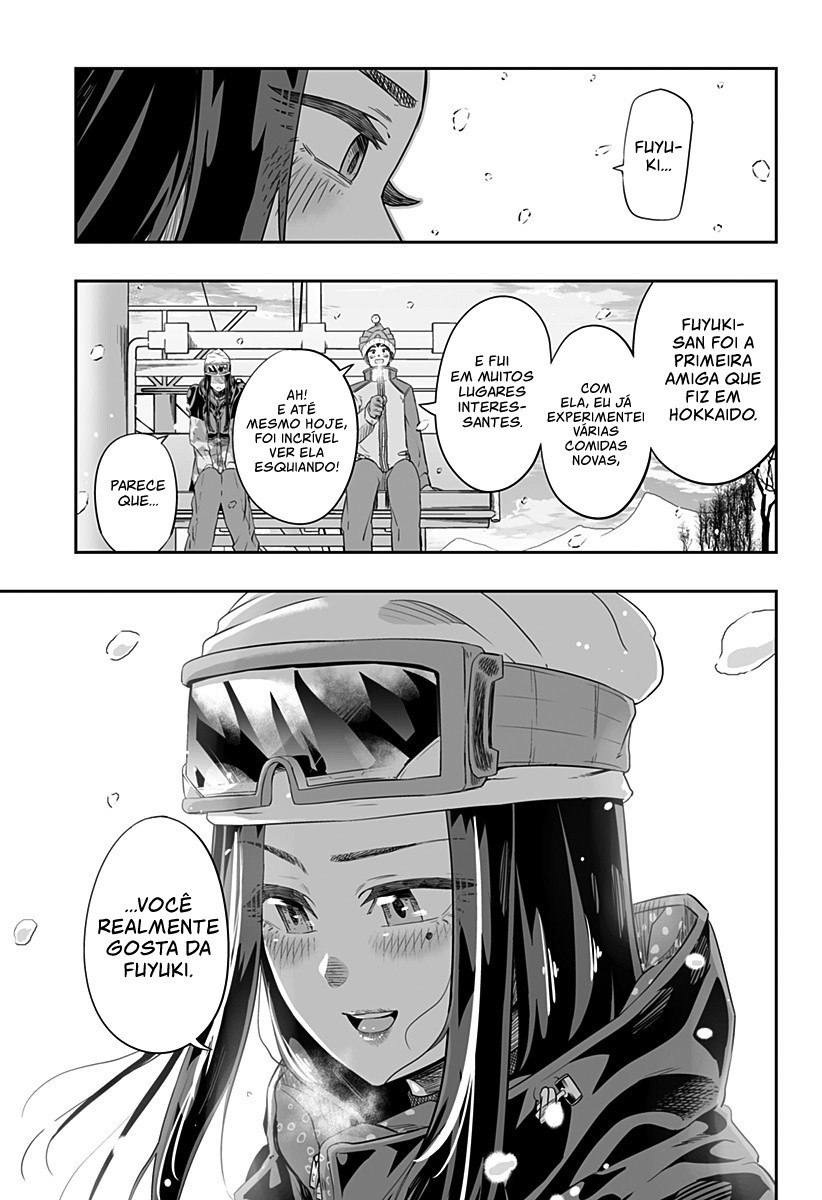 FUYU-
KI...
FUYUKI-
SAN FOI A
PRIMEIRA
AMIGA QUE
FIZ EM
HOKKAIDO.
COM
ELA, EU JÁ
EXPERIMENTEI
VÁRIAS
COMIDAS
NOVAS,
E FUI
EM MUITOS
LUGARES
INTERES-
SANTES.
AH!
E ATÉ
MESMO HOJE,
FOI INCRÍVEL
VER ELA
ESQUIANDO!
PARECE
QUE...
...VOCÊ
REALMENTE
GOSTA DA
FUYUKI.